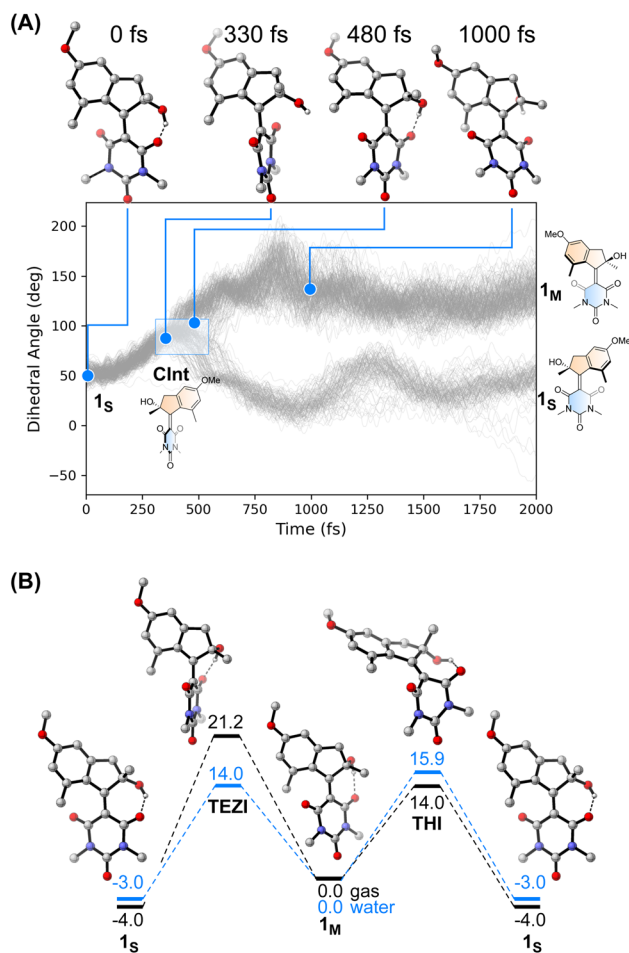 (A)
0 fs
330 fs
480 fs
1000 fs
Dihedral Angle (deg)
200
150
100
50
0
−50
0
250
500
750
1000
1250
1500
1750
2000
Time (fs)
1S
CInt
OMe
HO
O
O
N
N
O
1M
MeO
OH
O
O
N
N
O
1S
OMe
HO
O
O
N
N
O
(B)
21.2
14.0
TEZI
15.9
14.0
THI
-3.0
-4.0
1S
0.0 gas
0.0 water
1M
-3.0
-4.0
1S